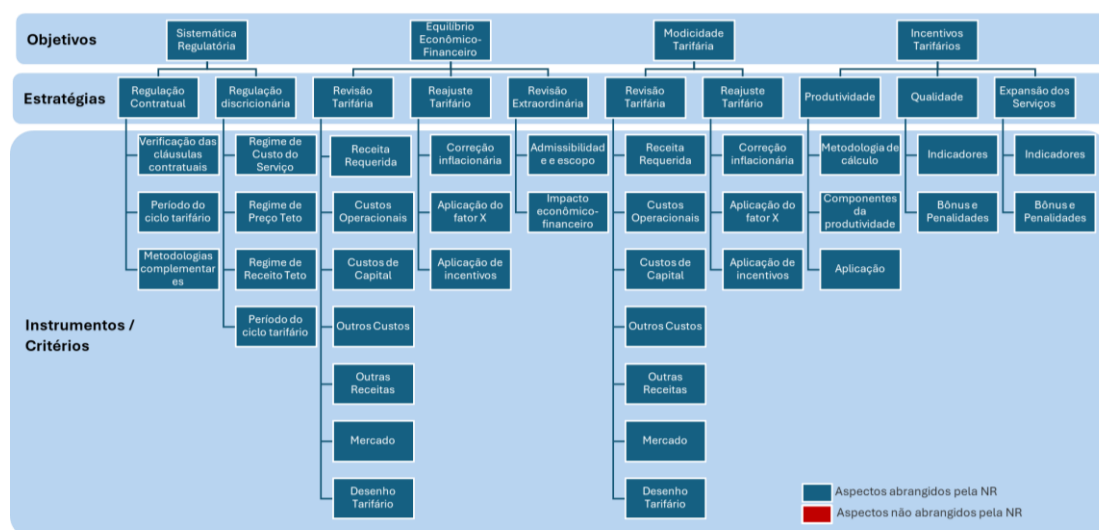 Objetivos
Sistemática
Regulatória
Equilíbrio
Econômico-
Financeiro
Modicidade
Tarifária
Incentivos
Tarifários
Estratégias
Regulação
Contratual
Regulação
discricionária
Revisão
Tarifária
Reajuste
Tarifário
Revisão
Extraordinária
Revisão
Tarifária
Reajuste
Tarifário
Produtividade
Qualidade
Expansão dos
Serviços
Instrumentos /
Critérios
Verificação das
cláusulas
contratuais
Período do
ciclo tarifário
Metodologias
complementar
es
Regime de
Custo do
Serviço
Regime de
Preço Teto
Regime de
Receito Teto
Período do
ciclo tarifário
Receita
Requerida
Custos
Operacionais
Custos de
Capital
Outros Custos
Outras
Receitas
Mercado
Desenho
Tarifário
Correção
inflacionária
Aplicação do
fator X
Aplicação de
incentivos
Admissibilidad
e e escopo
Impacto
econômico-
financeiro
Receita
Requerida
Custos
Operacionais
Custos de
Capital
Outros Custos
Outras
Receitas
Mercado
Desenho
Tarifário
Correção
inflacionária
Aplicação do
fator X
Aplicação de
incentivos
Metodologia de
cálculo
Componentes
da
produtividade
Aplicação
Indicadores
Bônus e
Penalidades
Indicadores
Bônus e
Penalidades
Aspectos abrangidos pela NR
Aspectos não abrangidos pela NR